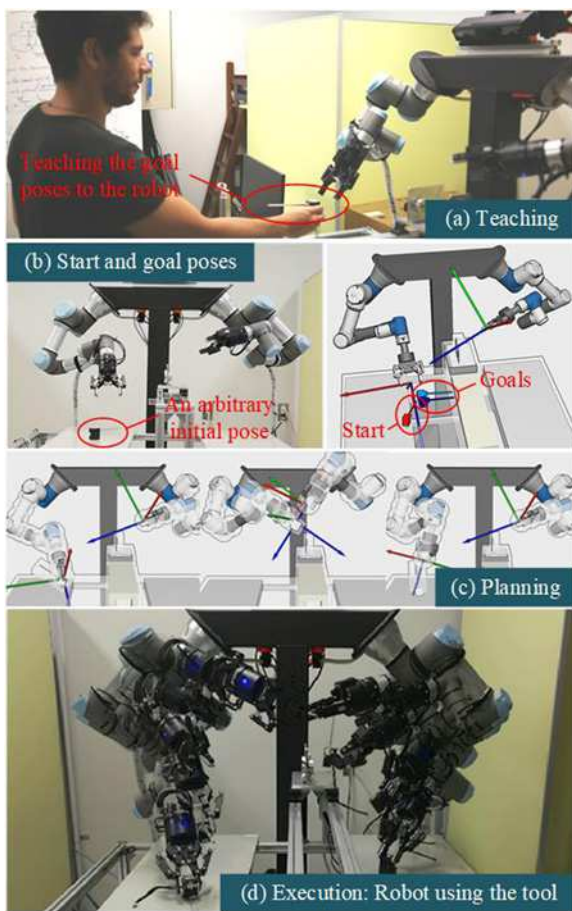 Teaching the goal
poses to the robot
(a) Teaching
(b) Start and goal poses
An arbitrary
initial pose
Goals
Start
(c) Planning
(d) Execution: Robot using the tool